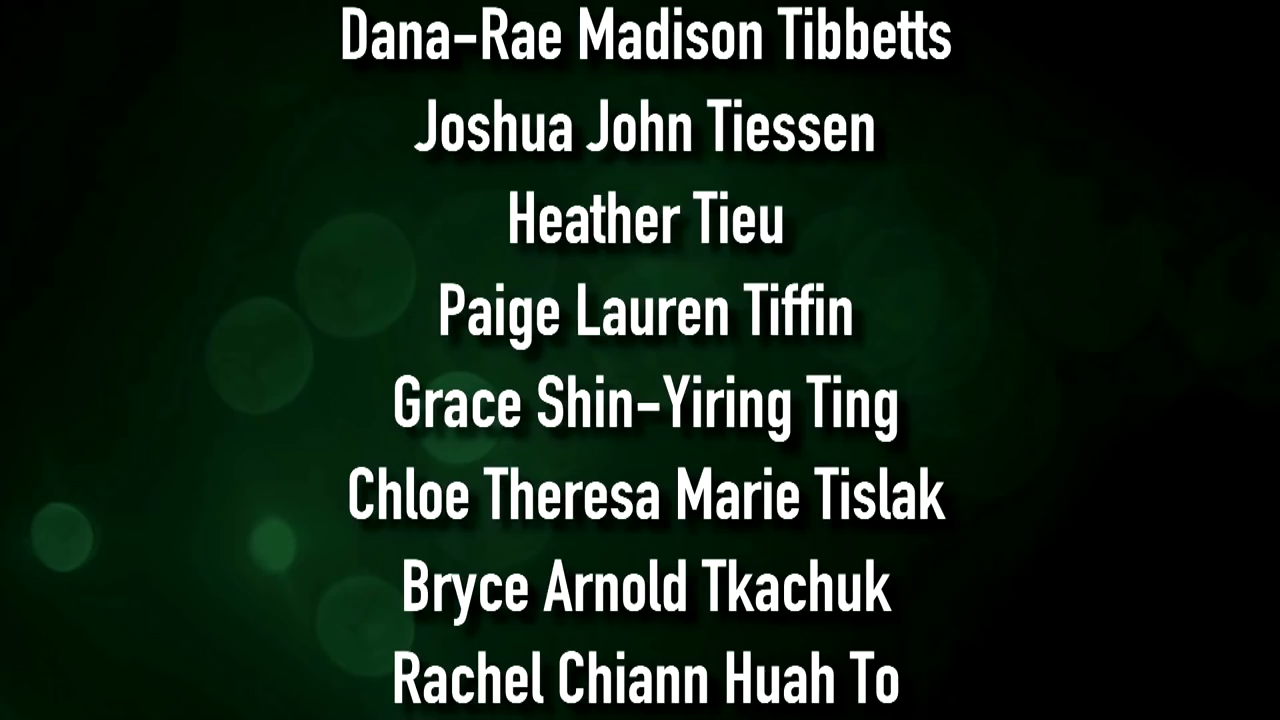 Dana-Rae Madison Tibbetts
Joshua John Tiessen
Heather Tieu
Paige Lauren Tiffin
Grace Shin-Yiring Ting
Chloe Theresa Marie Tislak
Bryce Arnold Tkachuk
Rachel Chiann Huah To